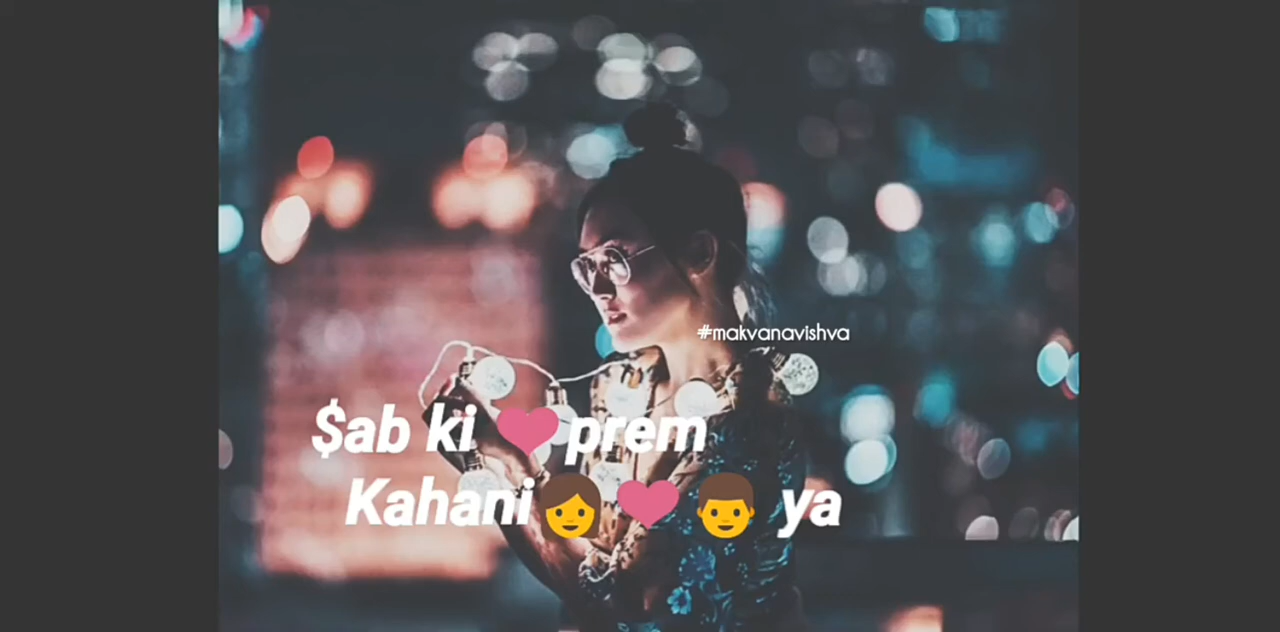 #makvanavishva
$ab ki 💗 prem
Kahani 👩 💗 👨 ya